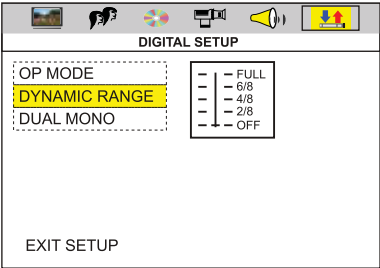 DIGITAL SETUP
OP MODE
DYNAMIC RANGE
DUAL MONO
FULL
6/8
4/8
2/8
OFF
EXIT SETUP